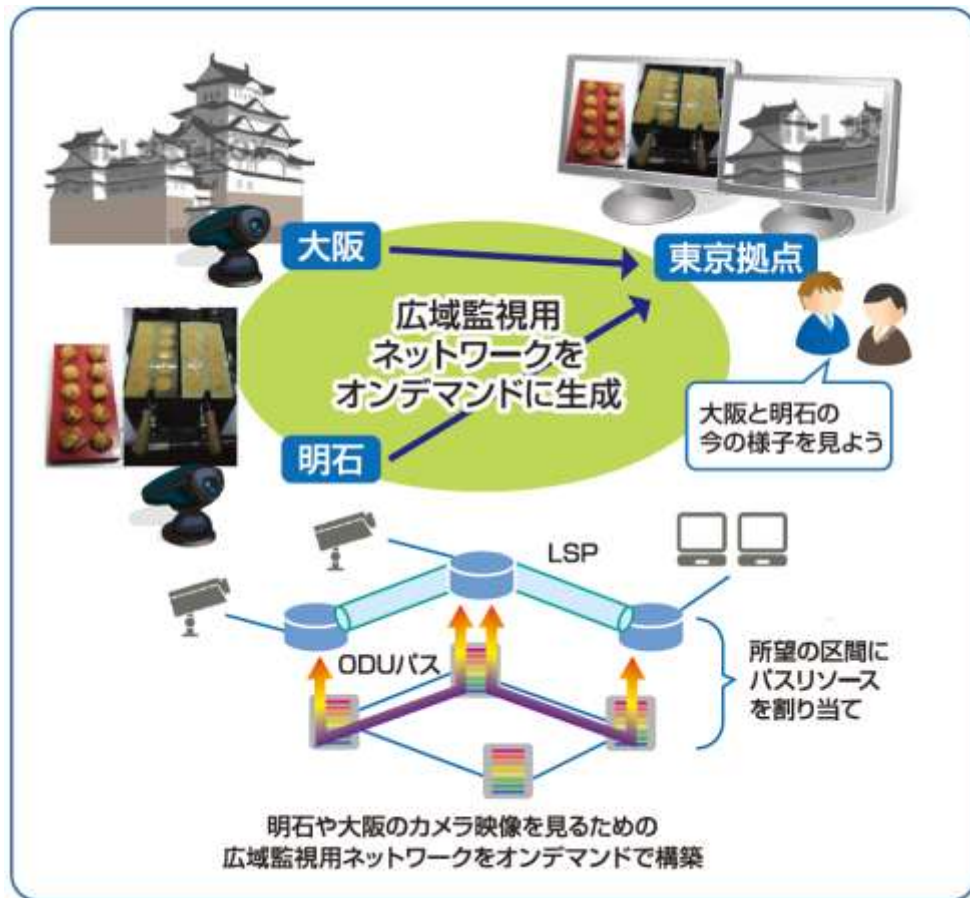 大阪
東京拠点
広域監視用
ネットワークを
オンデマンドに生成
大阪と明石の
今の様子を見よう
明石
LSP
ODUパス
所望の区間に
パスリソース
を割り当て
明石や大阪のカメラ映像を見るための
広域監視用ネットワークをオンデマンドで構築